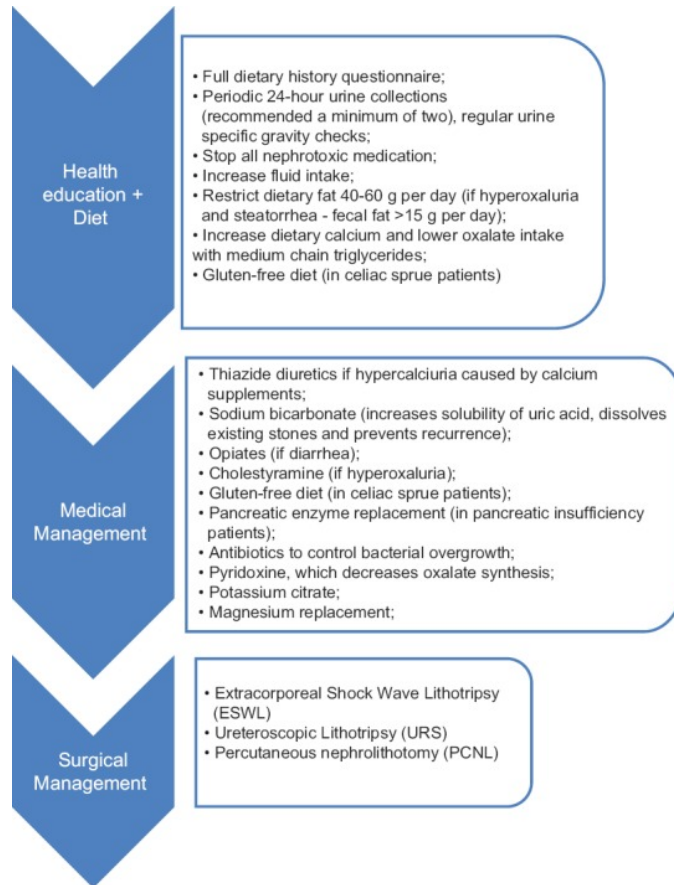 Health
education +
Diet
• Full dietary history questionnaire;
• Periodic 24-hour urine collections
(recommended a minimum of two), regular urine
specific gravity checks;
• Stop all nephrotoxic medication;
• Increase fluid intake;
• Restrict dietary fat 40-60 g per day (if hyperoxaluria
and steatorrhea - fecal fat >15 g per day);
• Increase dietary calcium and lower oxalate intake
with medium chain triglycerides;
• Gluten-free diet (in celiac sprue patients)
Medical
Management
• Thiazide diuretics if hypercalciuria caused by calcium
supplements;
• Sodium bicarbonate (increases solubility of uric acid, dissolves
existing stones and prevents recurrence);
• Opiates (if diarrhea);
• Cholestyramine (if hyperoxaluria);
• Gluten-free diet (in celiac sprue patients);
• Pancreatic enzyme replacement (in pancreatic insufficiency
patients);
• Antibiotics to control bacterial overgrowth;
• Pyridoxine, which decreases oxalate synthesis;
• Potassium citrate;
• Magnesium replacement;
Surgical
Management
• Extracorporeal Shock Wave Lithotripsy
(ESWL)
• Ureteroscopic Lithotripsy (URS)
• Percutaneous nephrolithotomy (PCNL)